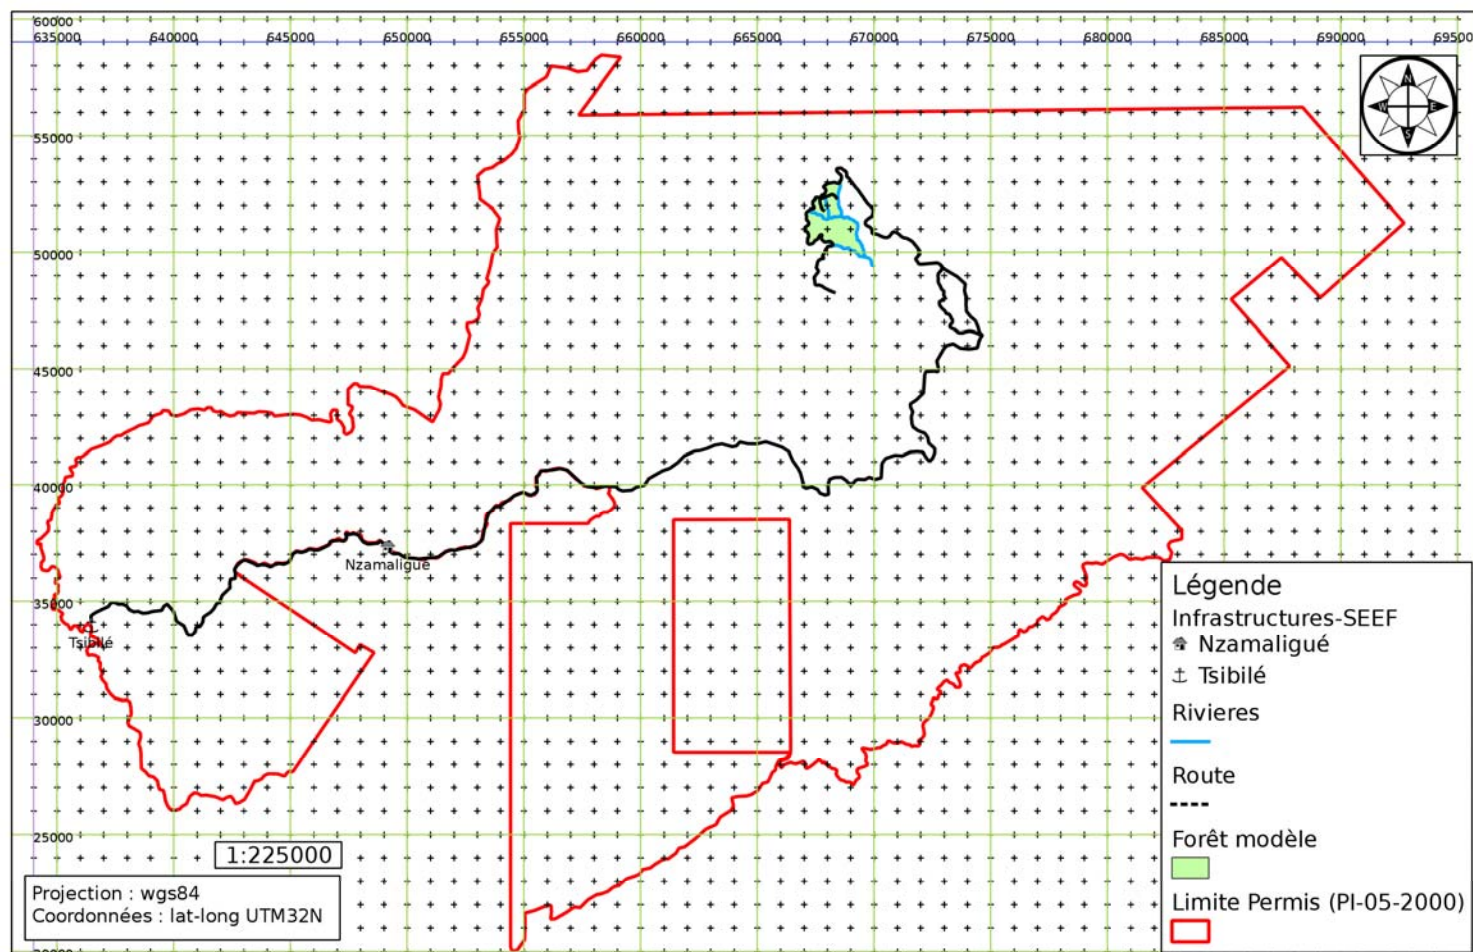 60000
635000 640000 645000 650000 655000 660000 665000 670000 675000 680000 685000 690000 695000
N
W E
S
55000
50000
45000
40000
Nzamaligué
35000
Tsibilé
30000
25000
1:225000
Projection : wgs84
Coordonnées : lat-long UTM32N
Légende
Infrastructures-SEEF
Nzamaligué
Tsibilé
Rivieres
Route
Forêt modèle
Limite Permis (PI-05-2000)